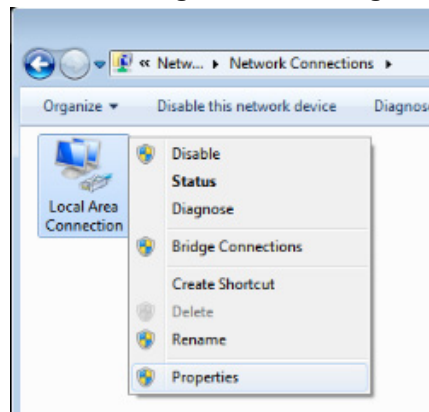 « Netw... ▸ Network Connections ▸
Organize ▾ Disable this network device Diagnos
Local Area
Connection
Disable
Status
Diagnose
Bridge Connections
Create Shortcut
Delete
Rename
Properties